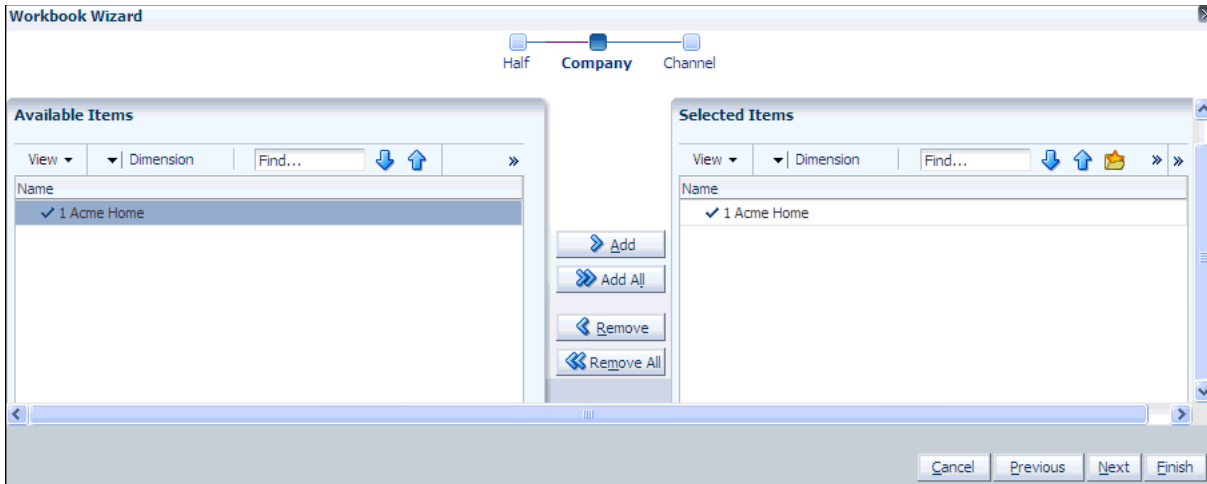 Workbook Wizard
Half Company Channel
Available Items
Selected Items
View Dimension Find... »
View Dimension Find... » »
Name
Name
1 Acme Home
1 Acme Home
Add
Add All
Remove
Remove All
Cancel Previous Next Finish